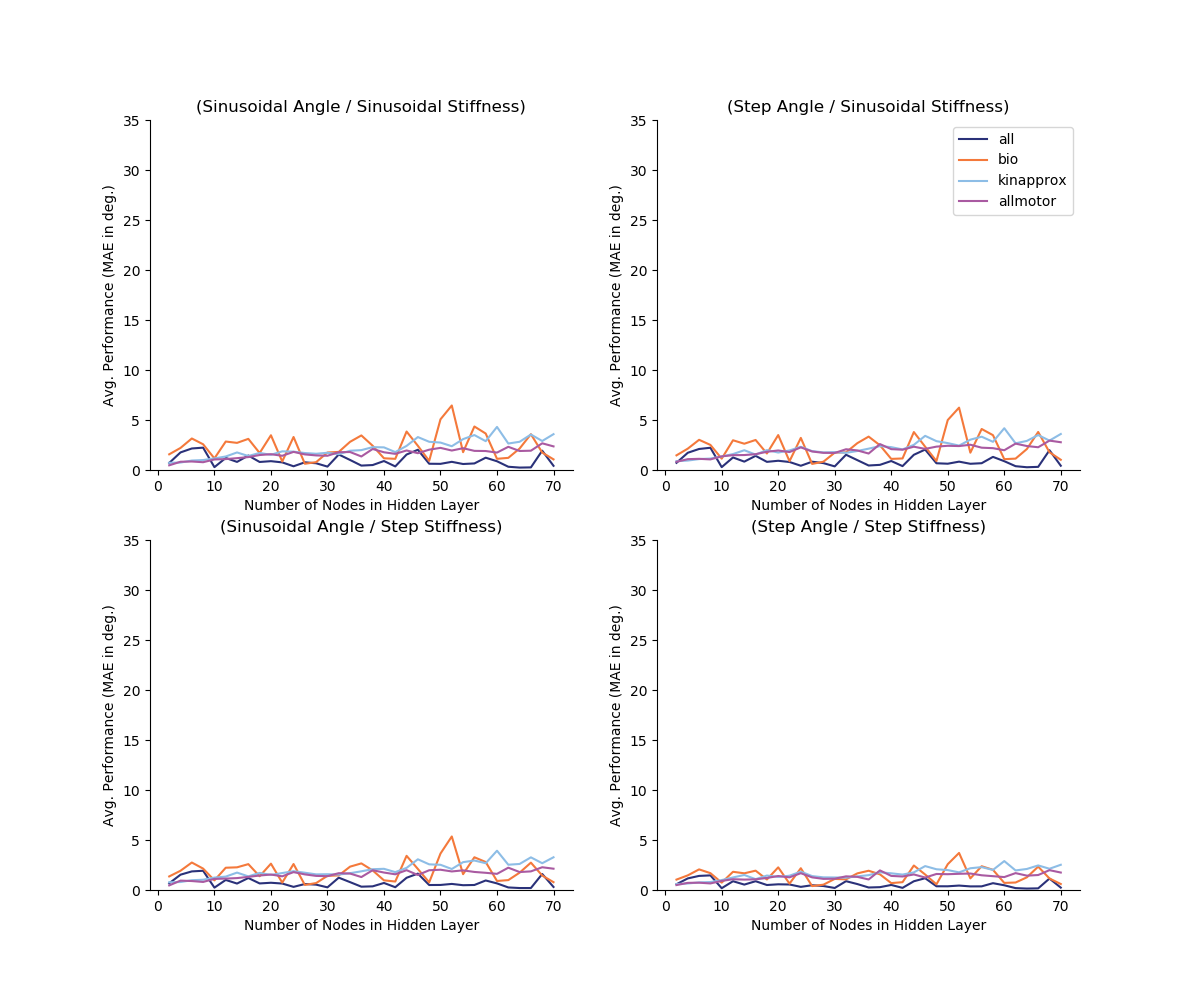 (Sinusoidal Angle / Sinusoidal Stiffness)
35
30
25
20
15
10
5
0
Avg. Performance (MAE in deg.)
0 10 20 30 40 50 60 70
Number of Nodes in Hidden Layer
(Step Angle / Sinusoidal Stiffness)
35
30
25
20
15
10
5
0
Avg. Performance (MAE in deg.)
all
bio
kinapprox
allmotor
0 10 20 30 40 50 60 70
Number of Nodes in Hidden Layer
(Sinusoidal Angle / Step Stiffness)
35
30
25
20
15
10
5
0
Avg. Performance (MAE in deg.)
0 10 20 30 40 50 60 70
Number of Nodes in Hidden Layer
(Step Angle / Step Stiffness)
35
30
25
20
15
10
5
0
Avg. Performance (MAE in deg.)
0 10 20 30 40 50 60 70
Number of Nodes in Hidden Layer